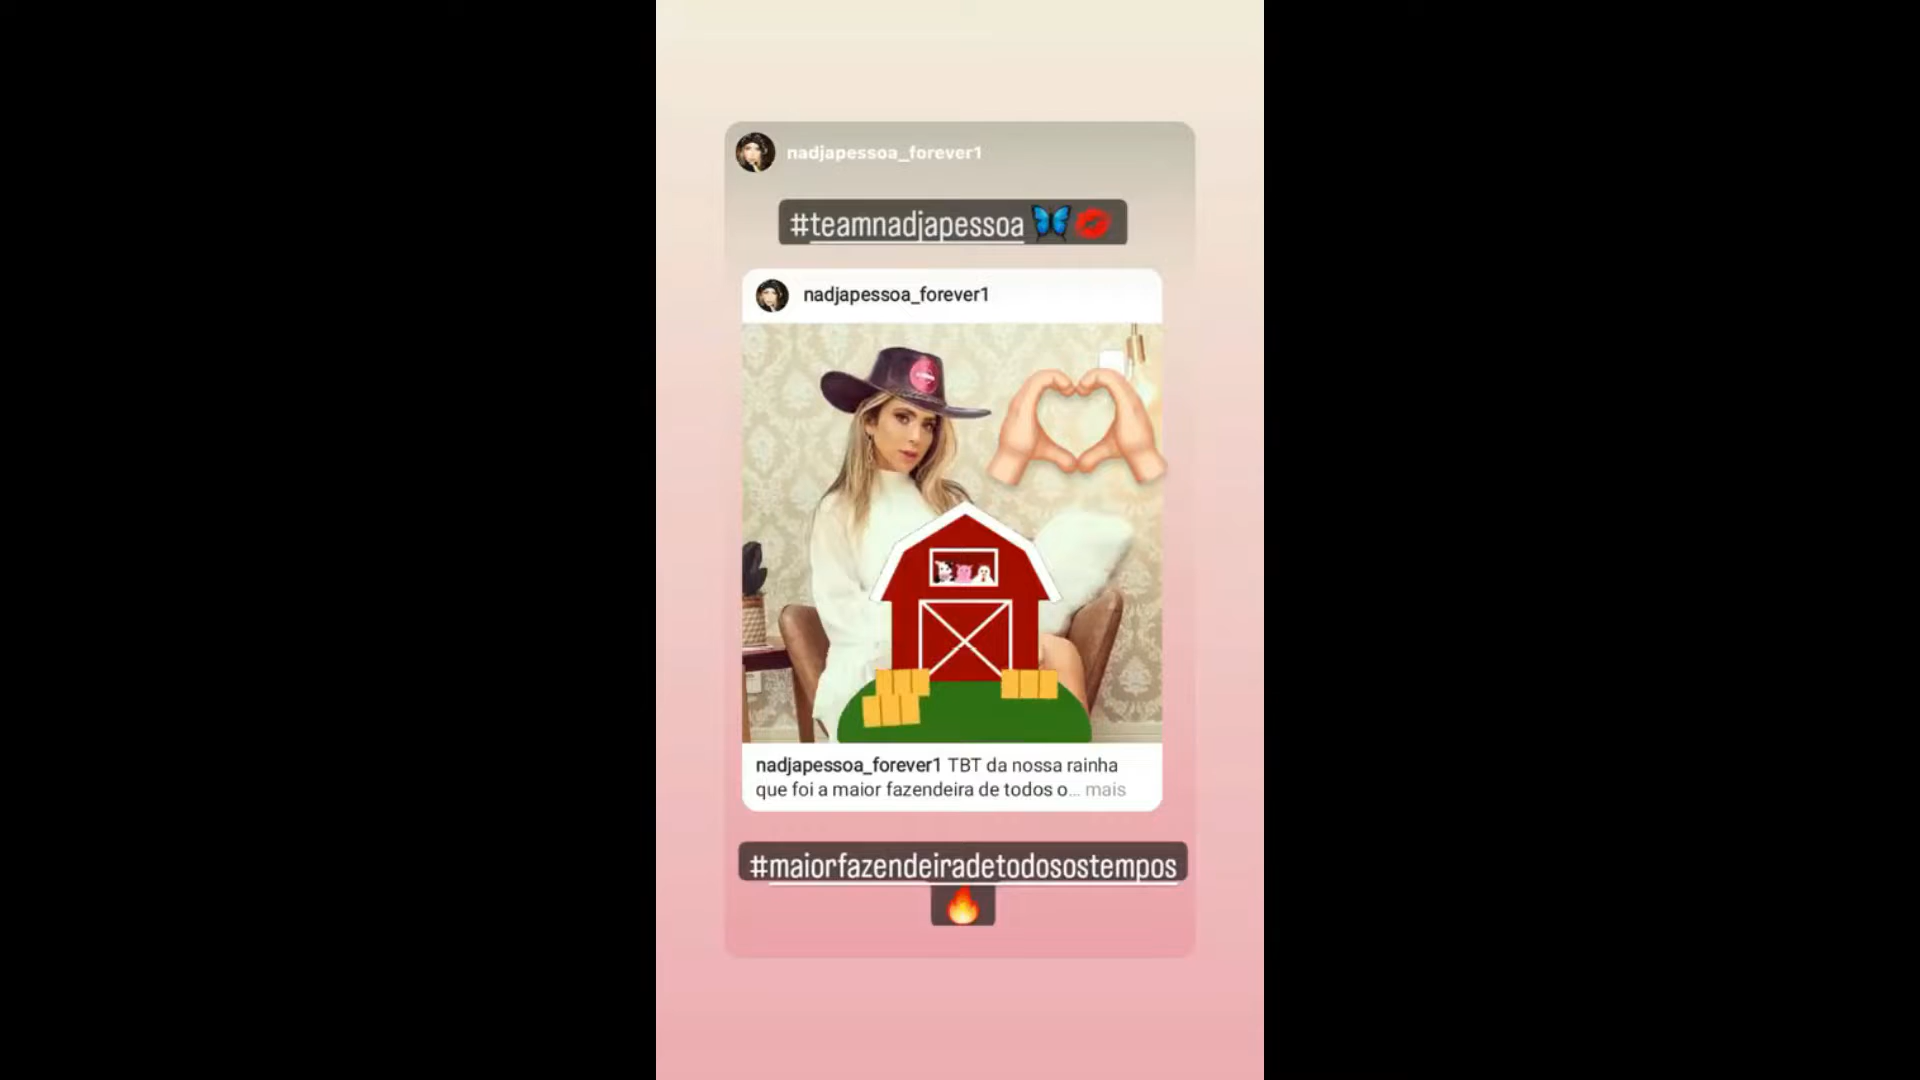 nadjapessoa_forever1
#teamnadjapessoa🦋💋
nadjapessoa_forever1
nadjapessoa_forever1 TBT da nossa rainha
que foi a maior fazendeira de todos o... mais
#maiorfazendeiradetodosostempos
🔥